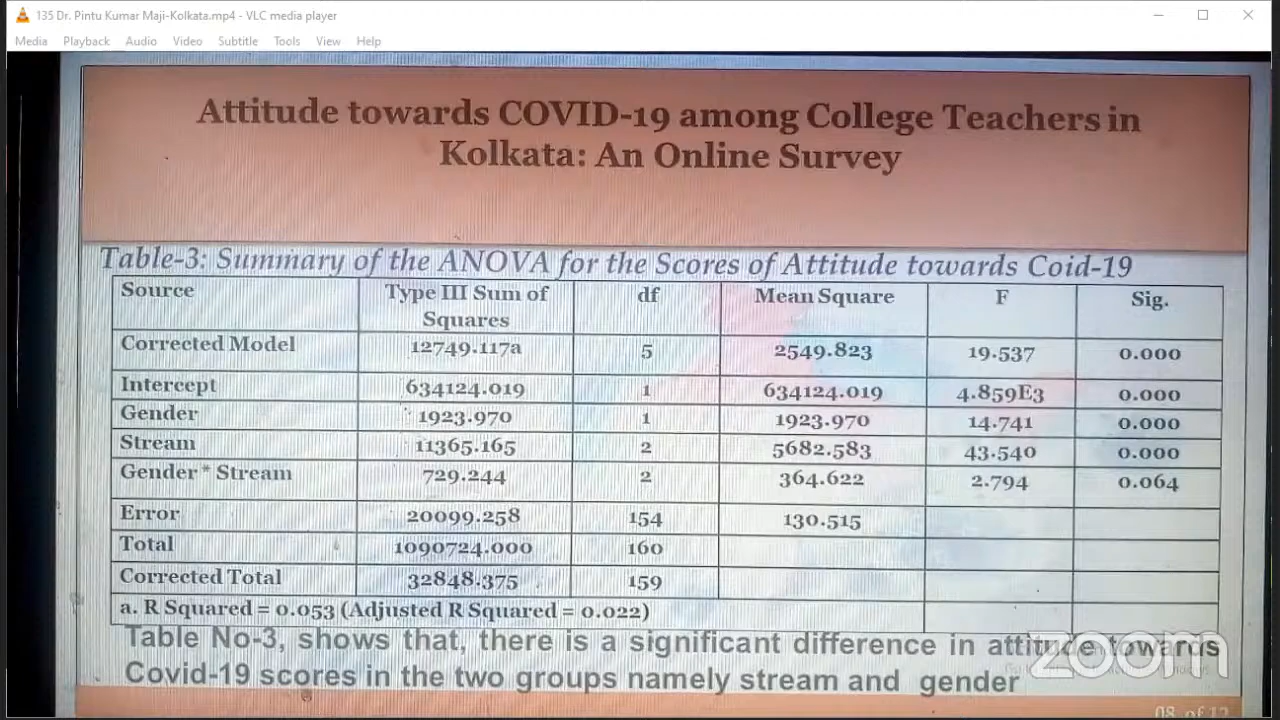 135 Dr. Pintu Kumar Maji-Kolkata.mp4 - VLC media player
Media Playback Audio Video Subtitle Tools View Help
Attitude towards COVID-19 among College Teachers in
Kolkata: An Online Survey
Table-3: Summary of the ANOVA for the Scores of Attitude towards Coid-19
Source Type III Sum of Squares df Mean Square F Sig.
Corrected Model 12749.117a 5 2549.823 19.537 0.000
Intercept 634124.019 1 634124.019 4.859E3 0.000
Gender 1923.970 1 1923.970 14.741 0.000
Stream 11365.165 2 5682.583 43.540 0.000
Gender * Stream 729.244 2 364.622 2.794 0.064
Error 20099.258 154 130.515
Total 1090724.000 160
Corrected Total 32848.375 159
a. R Squared = 0.053 (Adjusted R Squared = 0.022)
Table No-3, shows that, there is a significant difference in attitude towards
Covid-19 scores in the two groups namely stream and gender
zoom
08 of 12